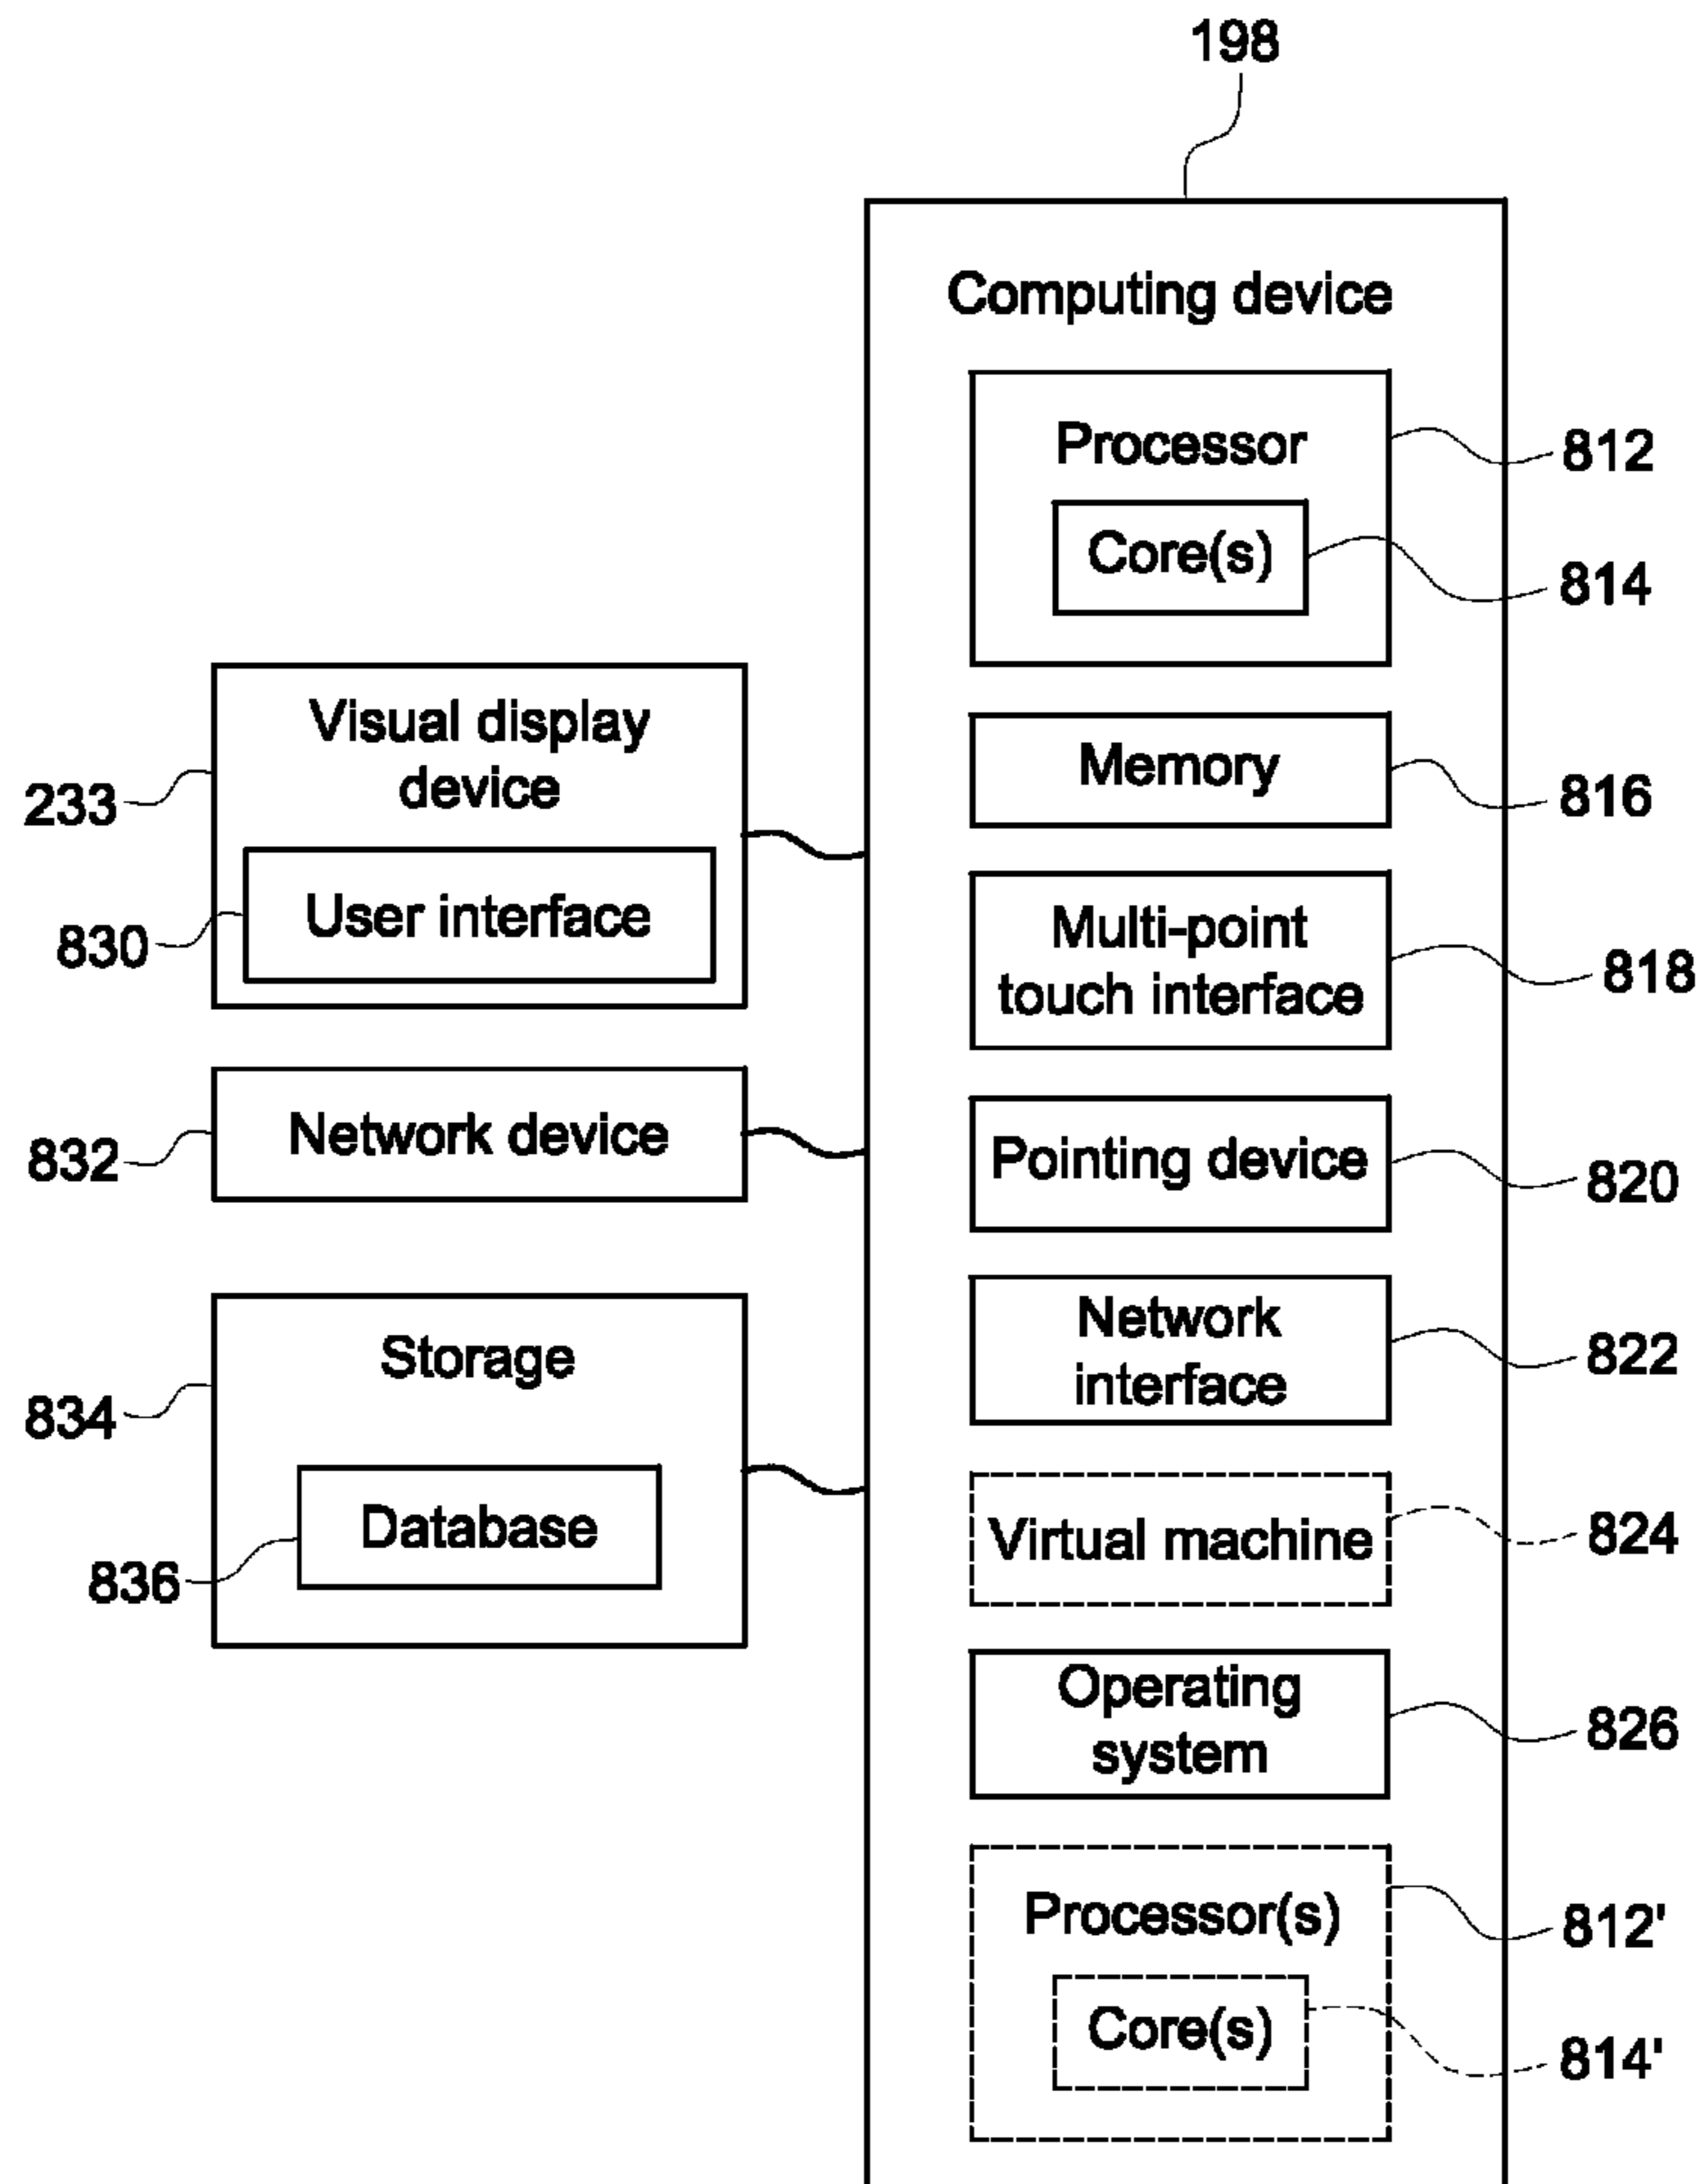 198
Computing device
Processor
812
Core(s)
814
Visual display
device
233
User interface
830
Memory
816
Multi-point
touch interface
818
Network device
832
Pointing device
820
Storage
834
Database
836
Network
interface
822
Virtual machine
824
Operating
system
826
Processor(s)
812'
Core(s)
814'